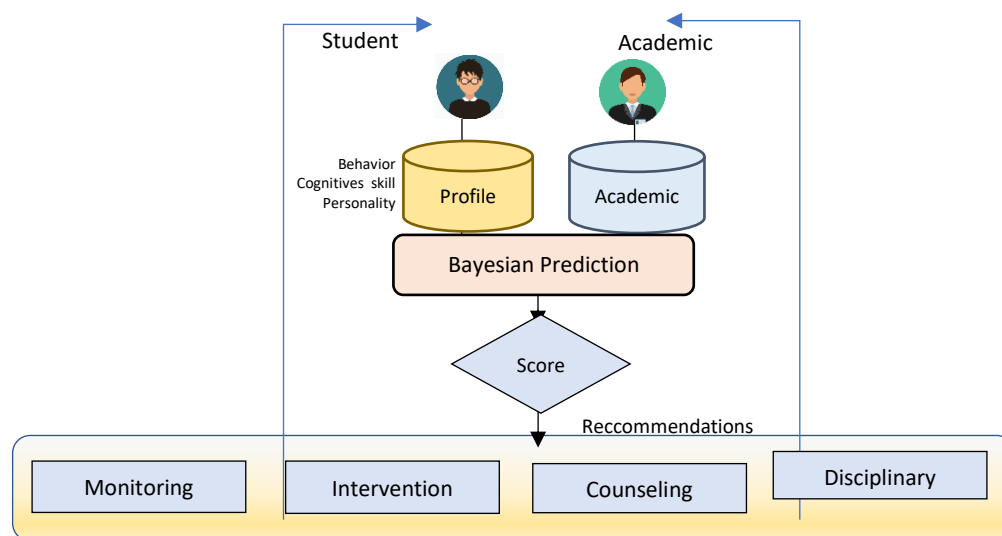 Student
Academic
Behavior
Cognitives skill
Personality
Profile
Academic
Bayesian Prediction
Score
Reccommendations
Monitoring
Intervention
Counseling
Disciplinary